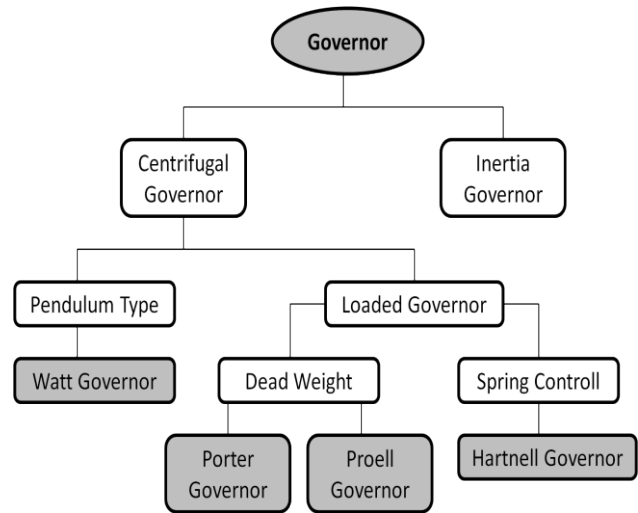 Governor
Centrifugal
Governor
Inertia
Governor
Pendulum Type
Loaded Governor
Watt Governor
Dead Weight
Spring Controll
Porter
Governor
Proell
Governor
Hartnell Governor